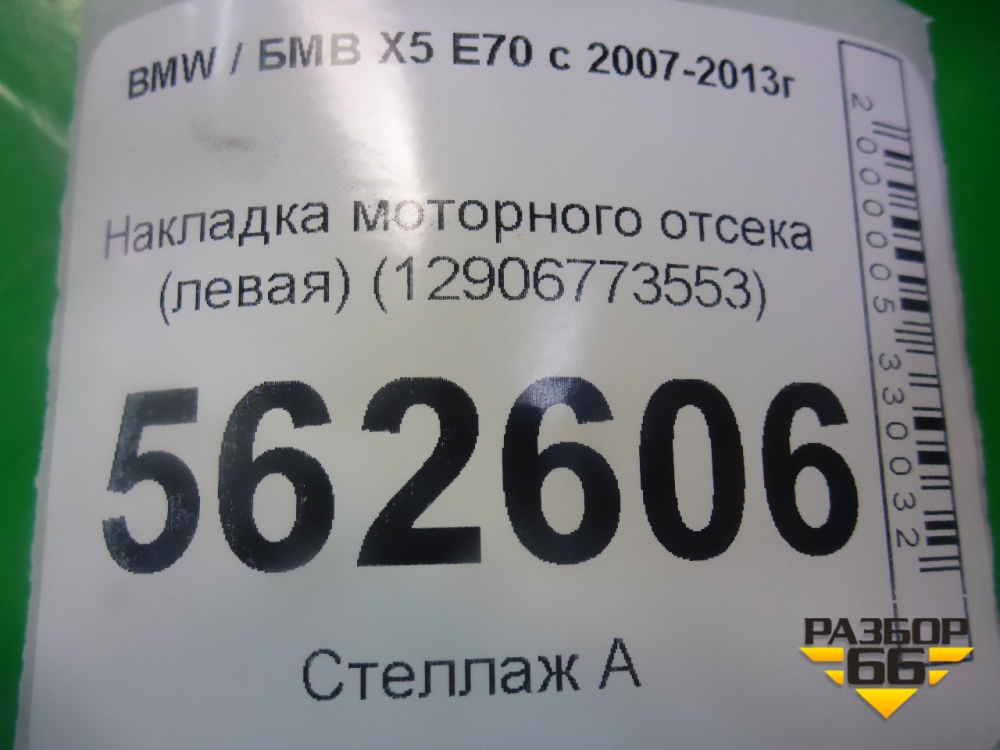 BMW / БМВ X5 E70 с 2007-2013г
Накладка моторного отсека
(левая) (12906773553)
562606
Стеллаж А
2000005330032
РАЗБОР
66